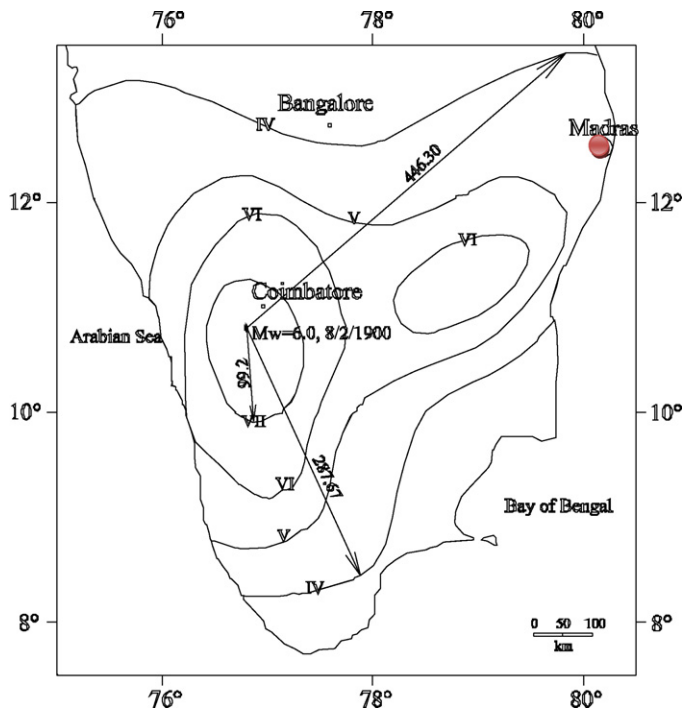 76° 78° 80°
Bangalore
IV
Madras
446.30
12° 12°
VI V
VI
Coimbatore
Arabian Sea
Mw=6.0, 8/2/1900
99.2
10° 10°
VII
287.67
VI
Bay of Bengal
V
IV
8° 8°
0 50 100
km
76° 78° 80°